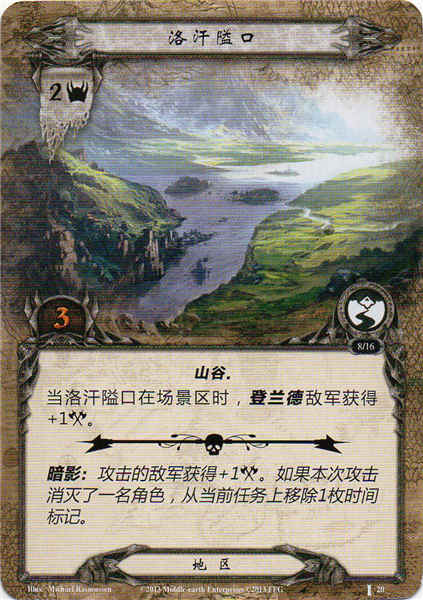 洛汗隘口
2
3
8/16
山谷.
当洛汗隘口在场景区时，登兰德敌军获得
+1。
暗影：攻击的敌军获得+1。如果本次攻击
消灭了一名角色，从当前任务上移除1枚时间
标记。
地区
Illus. Michael Rasmussen ©2013 Middle-earth Enterprises ©2013 FFG 20